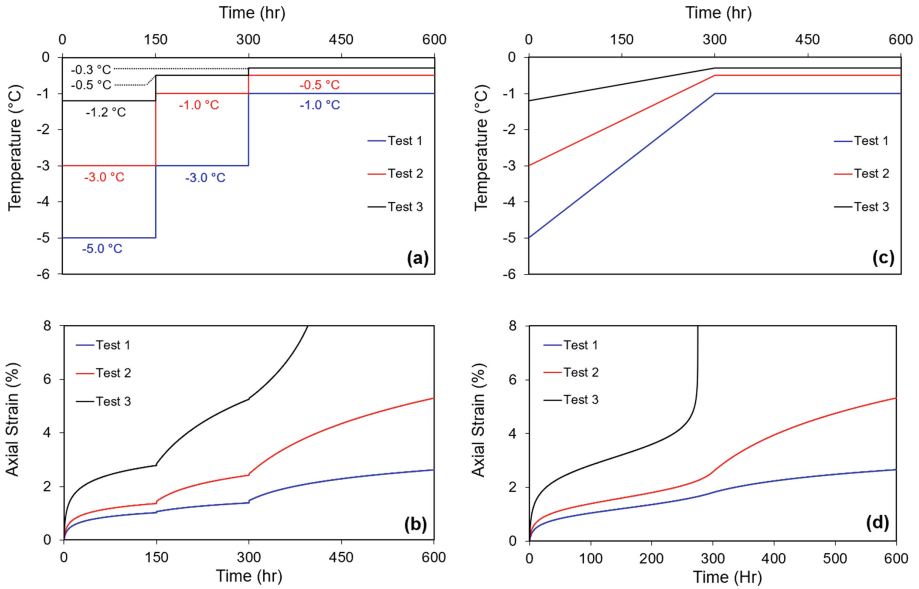 Time (hr)
0 150 300 450 600
0
-1
-2
-3
-4
-5
-6
Temperature (°C)
-0.3 °C
-0.5 °C
-1.2 °C
-1.0 °C
-0.5 °C
-1.0 °C
-3.0 °C
-3.0 °C
-5.0 °C
Test 1
Test 2
Test 3
(a)
Time (hr)
0 150 300 450 600
0
-1
-2
-3
-4
-5
-6
Temperature (°C)
Test 1
Test 2
Test 3
(c)
8
6
4
2
0
Axial Strain (%)
Test 1
Test 2
Test 3
(b)
0 150 300 450 600
Time (hr)
8
6
4
2
0
Axial Strain (%)
Test 1
Test 2
Test 3
(d)
0 100 200 300 400 500 600
Time (Hr)